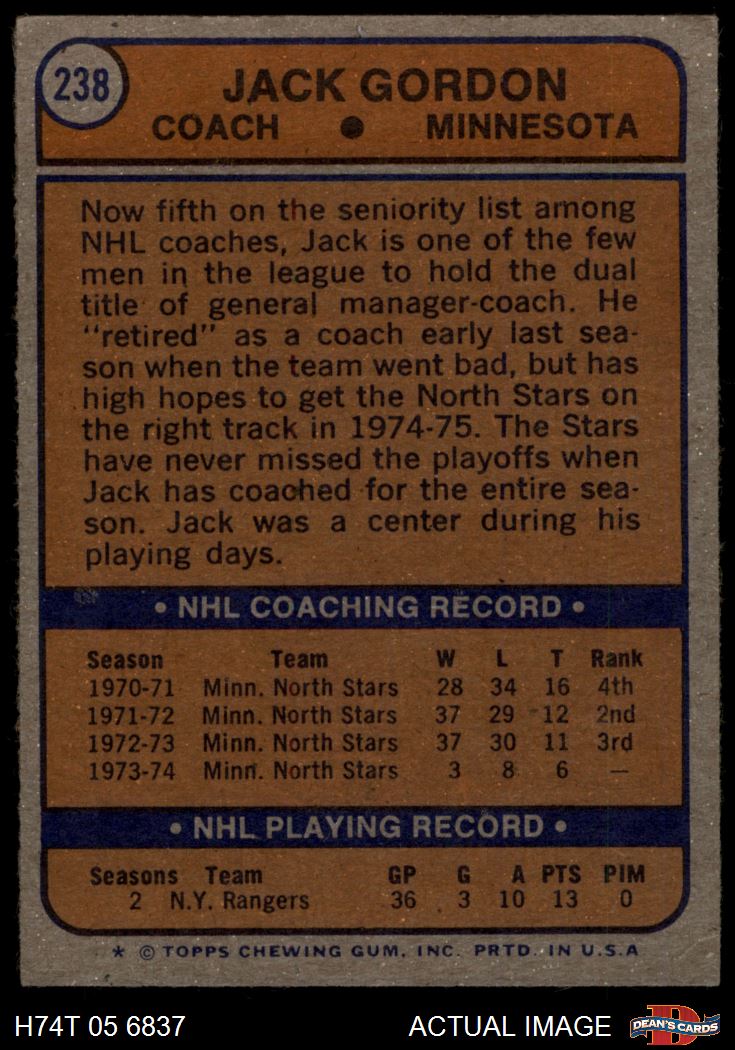 238
JACK GORDON
COACH ● MINNESOTA
Now fifth on the seniority list among
NHL coaches, Jack is one of the few
men in the league to hold the dual
title of general manager-coach. He
"retired" as a coach early last sea-
son when the team went bad, but has
high hopes to get the North Stars on
the right track in 1974-75. The Stars
have never missed the playoffs when
Jack has coached for the entire sea-
son. Jack was a center during his
playing days.
• NHL COACHING RECORD •
Season Team W L T Rank
1970-71 Minn. North Stars 28 34 16 4th
1971-72 Minn. North Stars 37 29 12 2nd
1972-73 Minn. North Stars 37 30 11 3rd
1973-74 Minn. North Stars 3 8 6 —
• NHL PLAYING RECORD •
Seasons Team GP G A PTS PIM
2 N.Y. Rangers 36 3 10 13 0
* © TOPPS CHEWING GUM, INC. PRTD. IN U.S.A
H74T 05 6837 ACTUAL IMAGE D DEAN'S CARDS